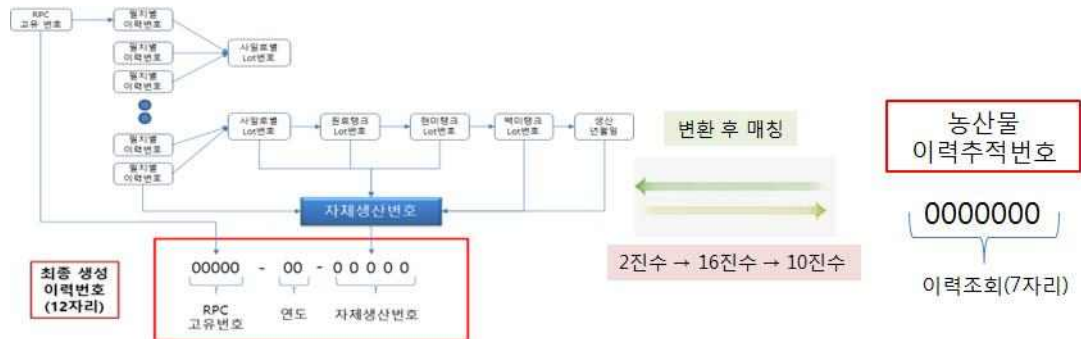 RPC
고유 번호
필지별
이력번호
필지별
이력번호
필지별
이력번호
사일로별
Lot번호
필지별
이력번호
필지별
이력번호
사일로별
Lot번호
원료탱크
Lot번호
현미탱크
Lot번호
백미탱크
Lot번호
생산
년월일
자체생산번호
최종 생성
이력번호
(12자리)
00000 - 00 - 0 0 0 0 0
RPC
고유번호
연도
자체생산번호
변환 후 매칭
2진수 → 16진수 → 10진수
농산물
이력추적번호
0000000
이력조회(7자리)